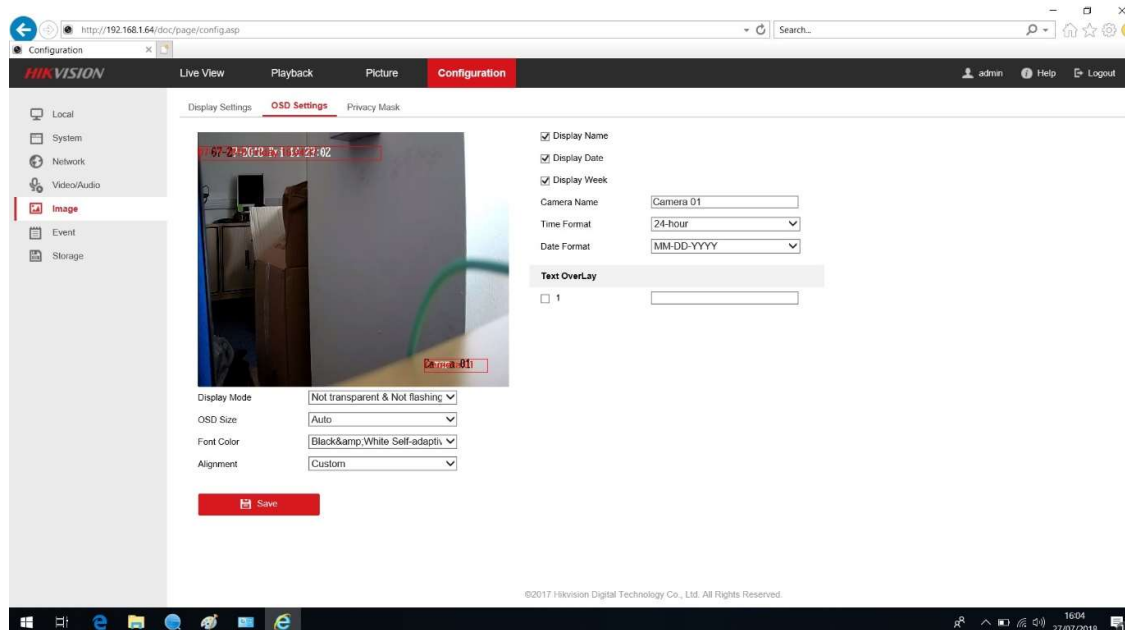 http://192.168.1.64/doc/page/config.asp
Search...
Configuration
HIKVISION
Live View
Playback
Picture
Configuration
admin
Help
Logout
Local
System
Network
Video/Audio
Image
Event
Storage
Display Settings
OSD Settings
Privacy Mask
Camera 01
Display Mode
Not transparent & Not flashing
OSD Size
Auto
Font Color
Black&amp;White Self-adaptiv
Alignment
Custom
Save
Display Name
Display Date
Display Week
Camera Name
Camera 01
Time Format
24-hour
Date Format
MM-DD-YYYY
Text OverLay
1
©2017 Hikvision Digital Technology Co., Ltd. All Rights Reserved.
16:04
27/07/2018